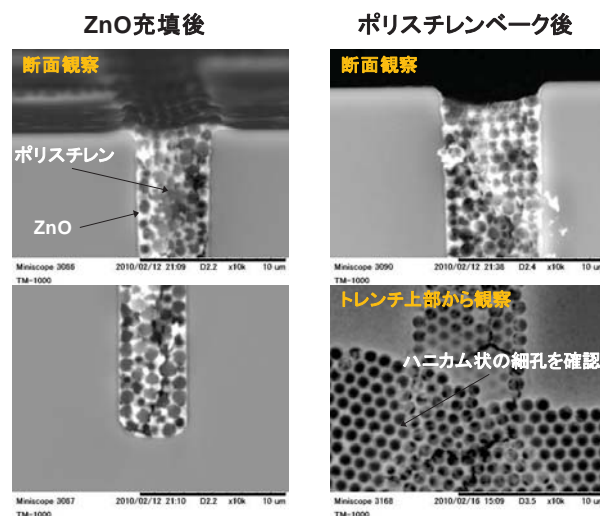 ZnO充填後
断面観察
ポリスチレン
ZnO
Miniscope 3066 2010/02/12 21:09 D2.2 x10k 10 um
TM-1000
Miniscope 3067 2010/02/12 21:10 D2.2 x10k 10 um
TM-1000
ポリスチレンベーク後
断面観察
Miniscope 3090 2010/02/12 21:36 D2.4 x10k 10 um
TM-1000
トレンチ上部から観察
ハニカム状の細孔を確認
Miniscope 3168 2010/02/16 15:09 D3.5 x10k 10 um
TM-1000